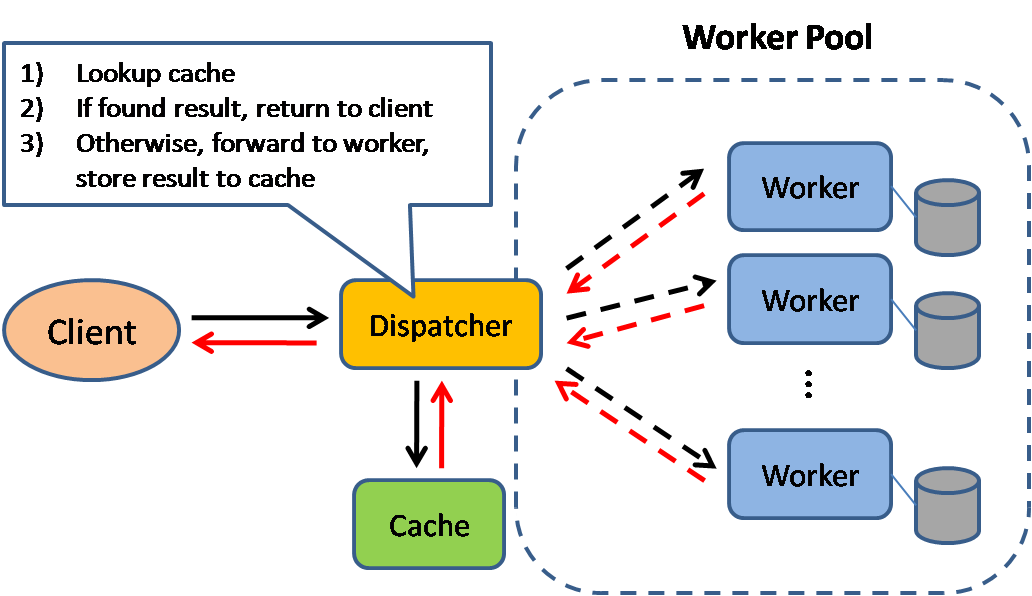 Worker Pool
1) Lookup cache
2) If found result, return to client
3) Otherwise, forward to worker,
store result to cache
Worker
Worker
Client
Dispatcher
Worker
Cache